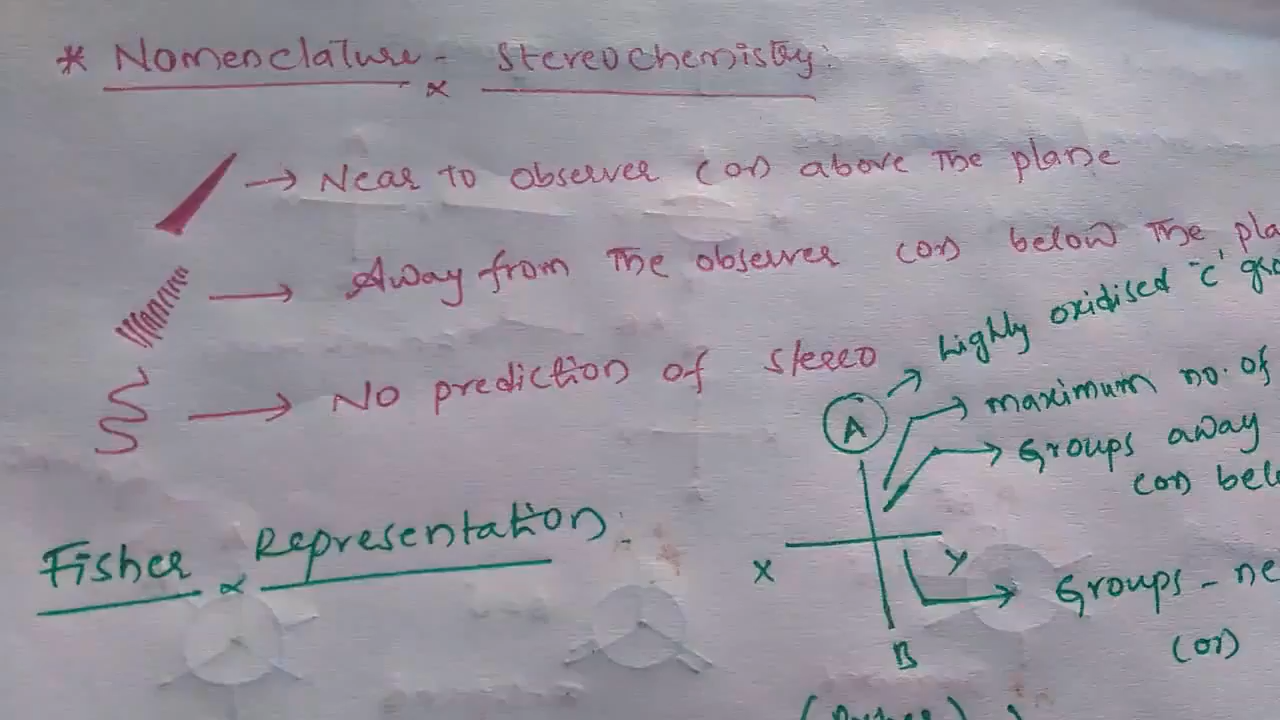 * Nomenclature - Stereochemistry:
→ Near to observer (or) above the plane
→ Away from the observer (or) below the pla
→ No prediction of stereo
A → highly oxidised "c"
→ maximum no. of
→ Groups away
(or) bel
Fisher Representation:
X Y
→ Groups - ne
(or)
B